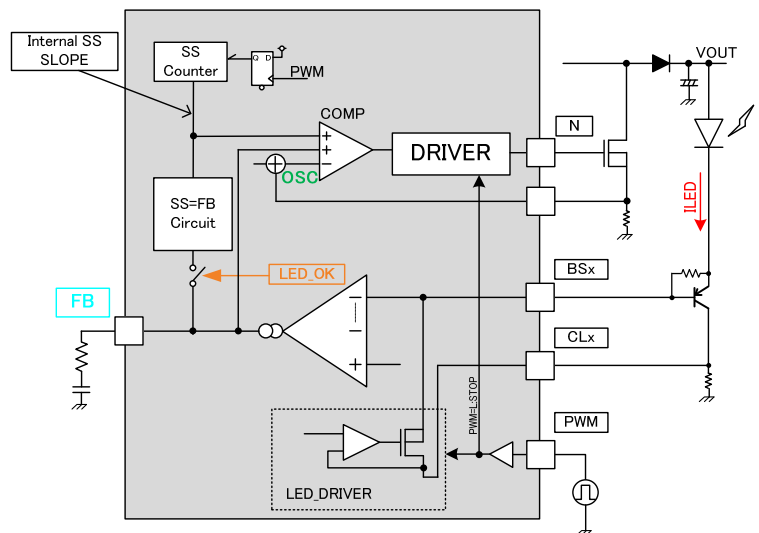 Internal SS
SLOPE
SS
Counter
Q D
PWM
VOUT
COMP
N
+
+
−
DRIVER
OSC
SS=FB
Circuit
ILED
LED_OK
BSx
FB
CLx
+
PWM=L:STOP
PWM
LED_DRIVER